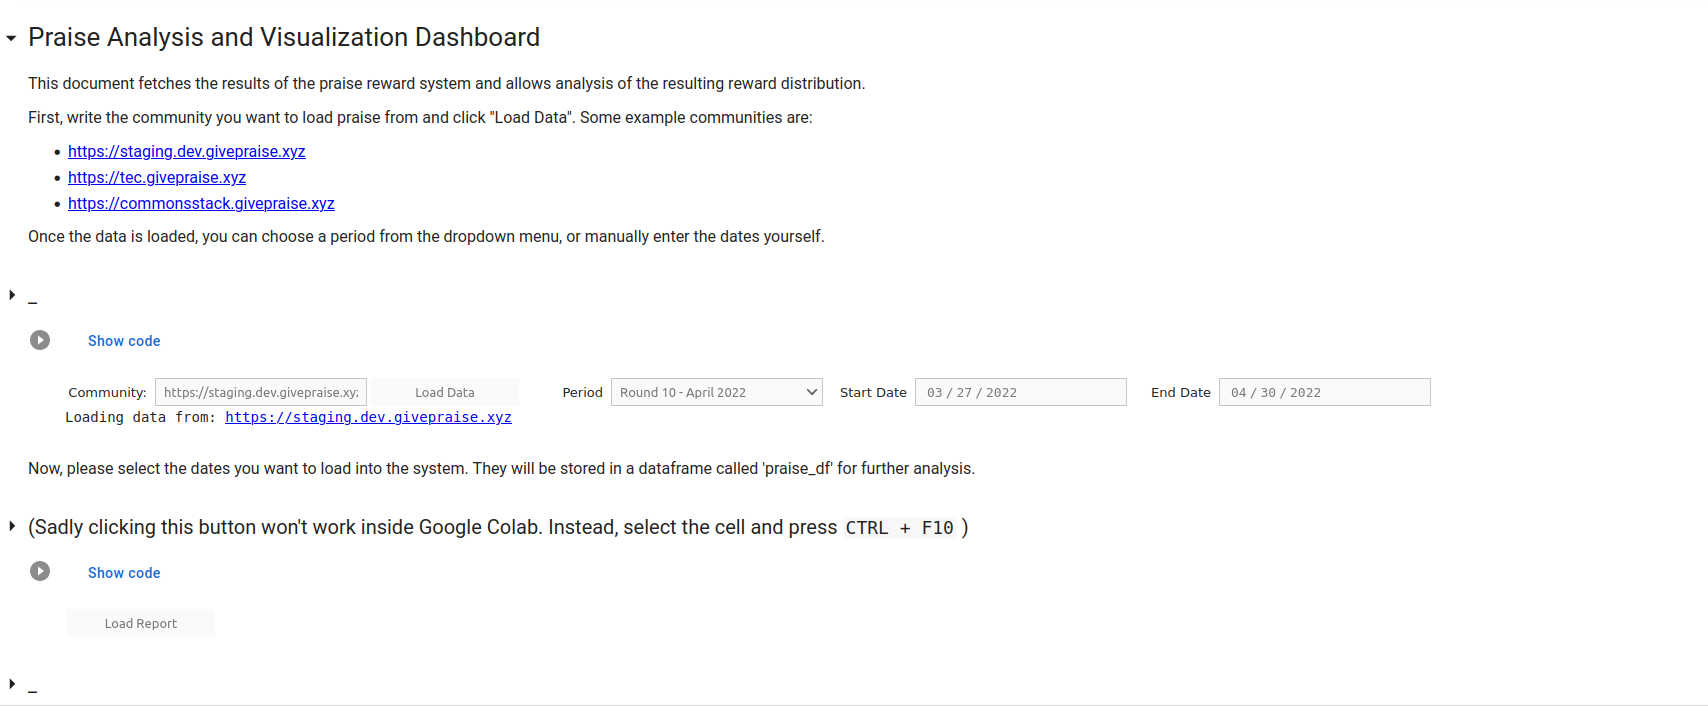 Praise Analysis and Visualization Dashboard
This document fetches the results of the praise reward system and allows analysis of the resulting reward distribution.
First, write the community you want to load praise from and click "Load Data". Some example communities are:
https://staging.dev.givepraise.xyz
https://tec.givepraise.xyz
https://commonsstack.givepraise.xyz
Once the data is loaded, you can choose a period from the dropdown menu, or manually enter the dates yourself.
_
Show code
Community: https://staging.dev.givepraise.xy: Load Data Period Round 10 - April 2022 Start Date 03 / 27 / 2022 End Date 04 / 30 / 2022
Loading data from: https://staging.dev.givepraise.xyz
Now, please select the dates you want to load into the system. They will be stored in a dataframe called 'praise_df' for further analysis.
(Sadly clicking this button won't work inside Google Colab. Instead, select the cell and press CTRL + F10 )
Show code
Load Report
_